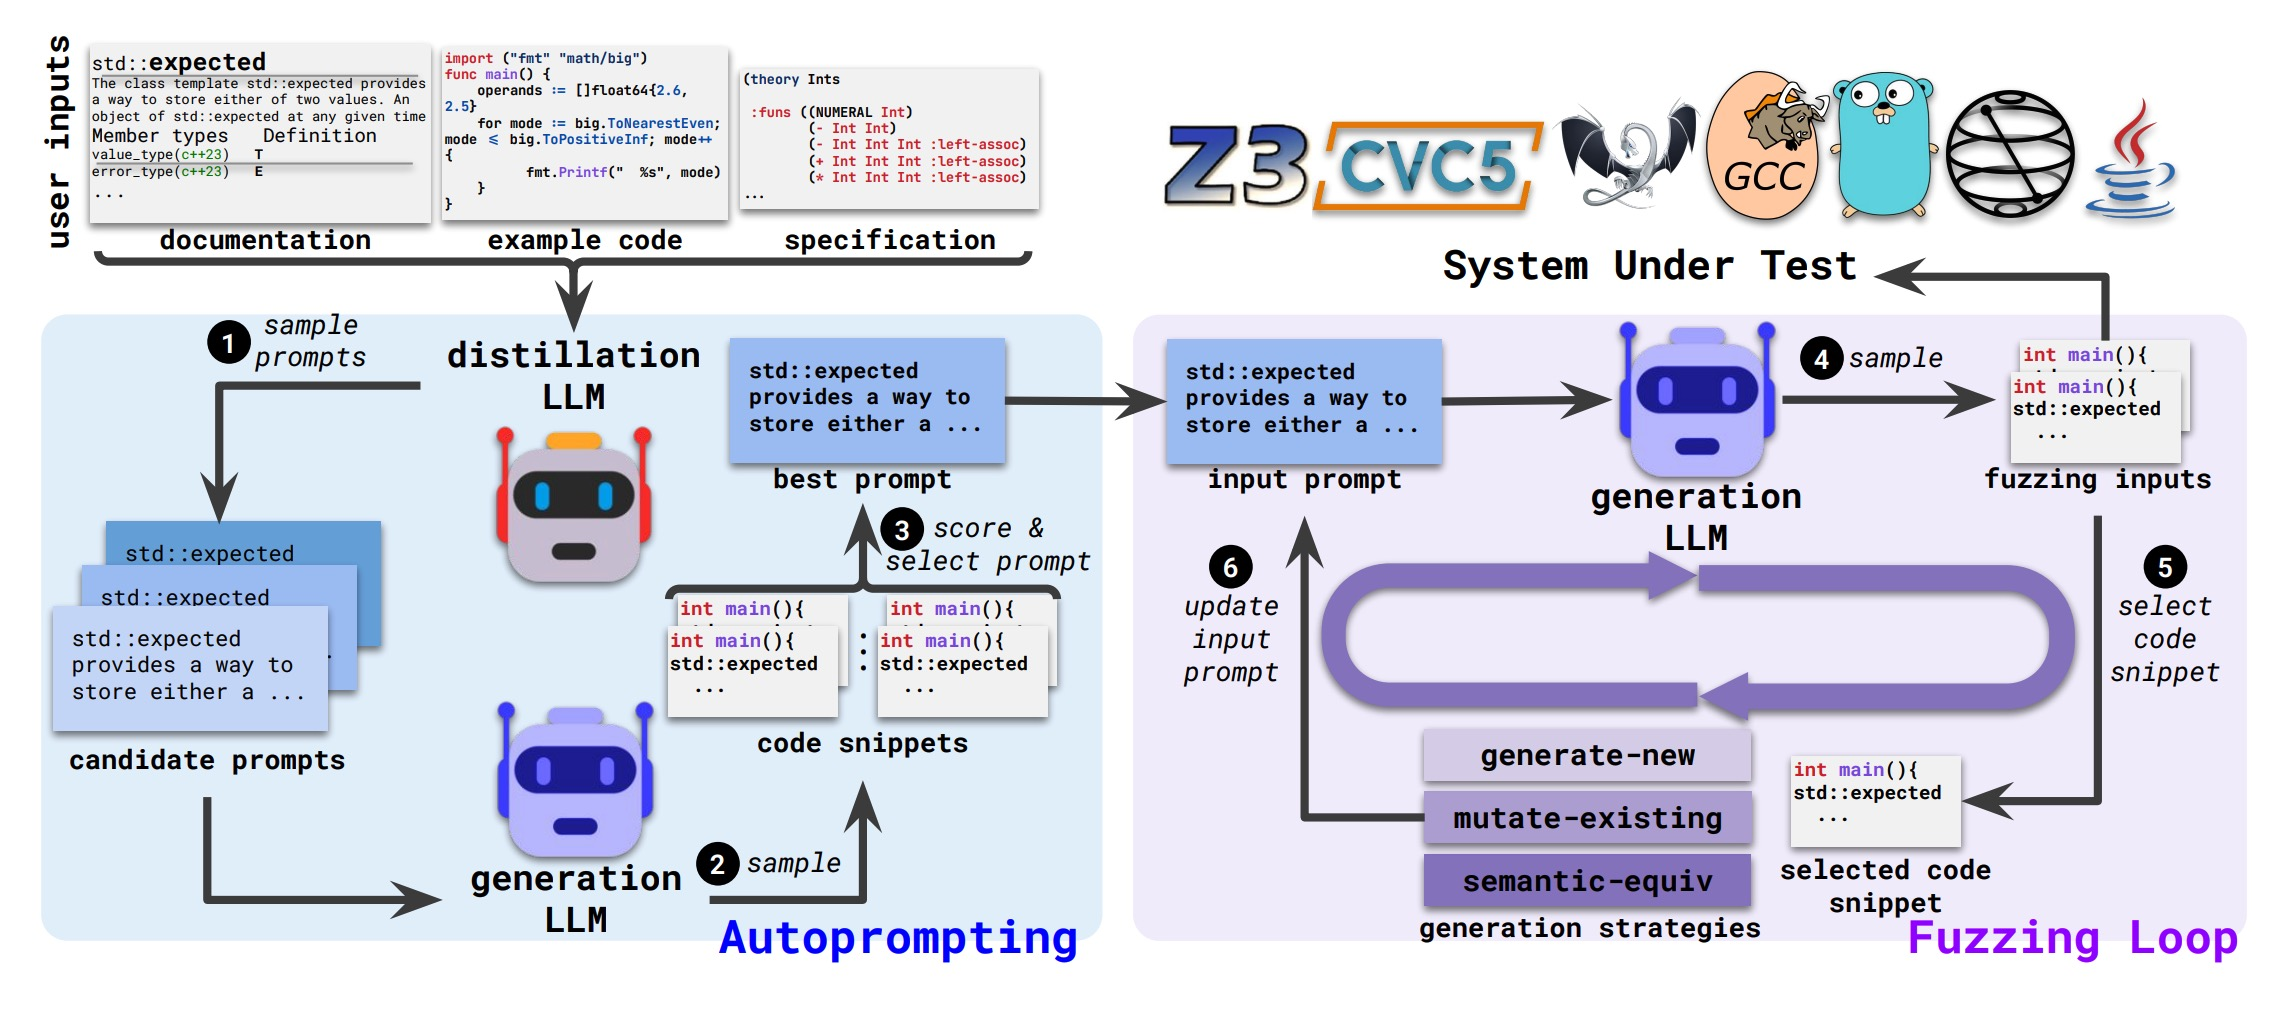 user inputs
std::expected
The class template std::expected provides
a way to store either of two values. An
object of std::expected at any given time
Member types Definition
value_type(c++23) T
error_type(c++23) E
...
documentation
import ("fmt" "math/big")
func main() {
operands := []float64{2.6,
2.5}
for mode := big.ToNearestEven;
mode <= big.ToPositiveInf; mode++
{
fmt.Printf(" %s", mode)
}
}
example code
(theory Ints
:funs ((NUMERAL Int)
(- Int Int)
(- Int Int Int :left-assoc)
(+ Int Int Int :left-assoc)
(* Int Int Int :left-assoc)
...
specification
Z3
CVC5
GCC
System Under Test
1 sample
prompts
distillation
LLM
std::expected
std::expected
std::expected
provides a way to
store either a ...
candidate prompts
generation
LLM
2 sample
int main(){
int main(){
std::expected
...
int main(){
int main(){
std::expected
...
code snippets
3 score &
select prompt
std::expected
provides a way to
store either a ...
best prompt
Autoprompting
std::expected
provides a way to
store either a ...
input prompt
generation
LLM
4 sample
int main(){
int main(){
std::expected
...
fuzzing inputs
5
select
code
snippet
int main(){
std::expected
...
selected code
snippet
generate-new
mutate-existing
semantic-equiv
generation strategies
6
update
input
prompt
Fuzzing Loop